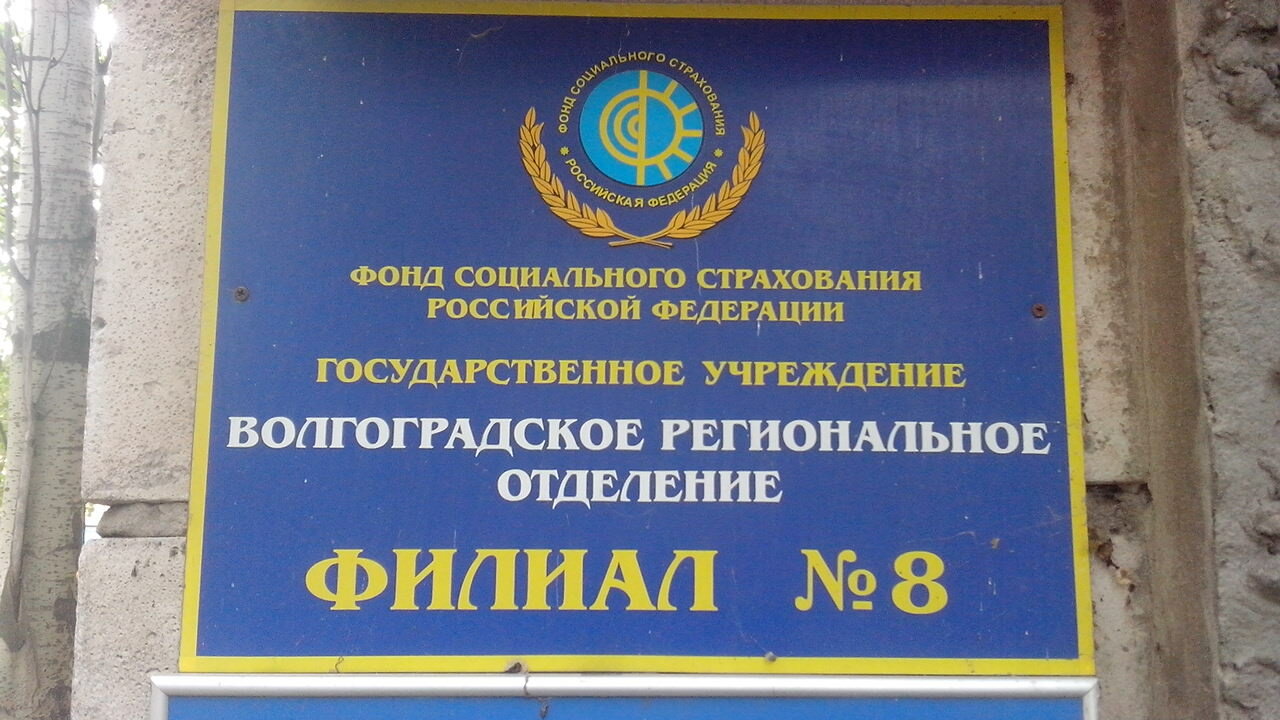 ФОНД СОЦИАЛЬНОГО СТРАХОВАНИЯ
* РОССИЙСКАЯ ФЕДЕРАЦИЯ *
ФОНД СОЦИАЛЬНОГО СТРАХОВАНИЯ
РОССИЙСКОЙ ФЕДЕРАЦИИ
ГОСУДАРСТВЕННОЕ УЧРЕЖДЕНИЕ
ВОЛГОГРАДСКОЕ РЕГИОНАЛЬНОЕ
ОТДЕЛЕНИЕ
ФИЛИАЛ №8